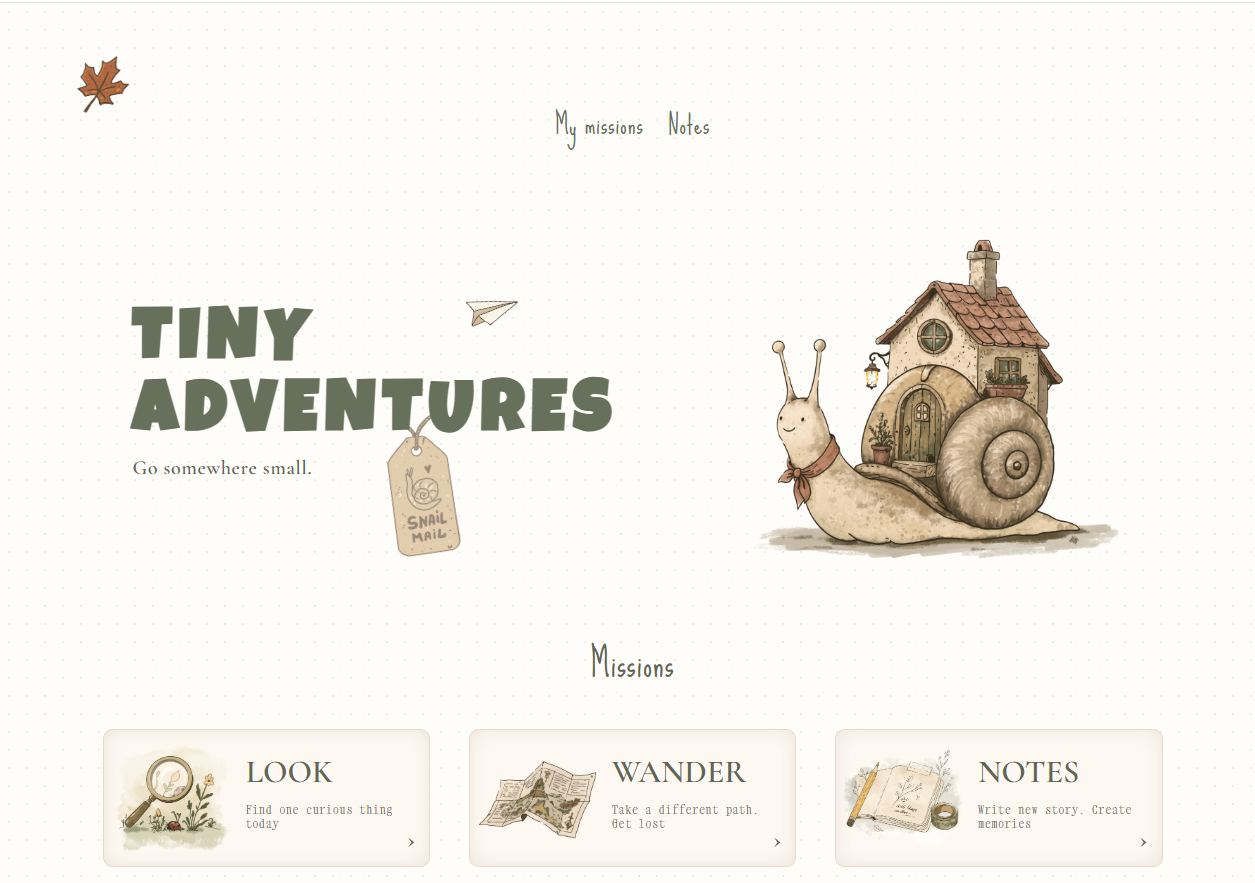 My missions Notes
TINY
ADVENTURES
Go somewhere small.
SNAIL
MAIL
Missions
LOOK
Find one curious thing
today
›
WANDER
Take a different path.
Get lost
›
NOTES
Write new story. Create
memories
›